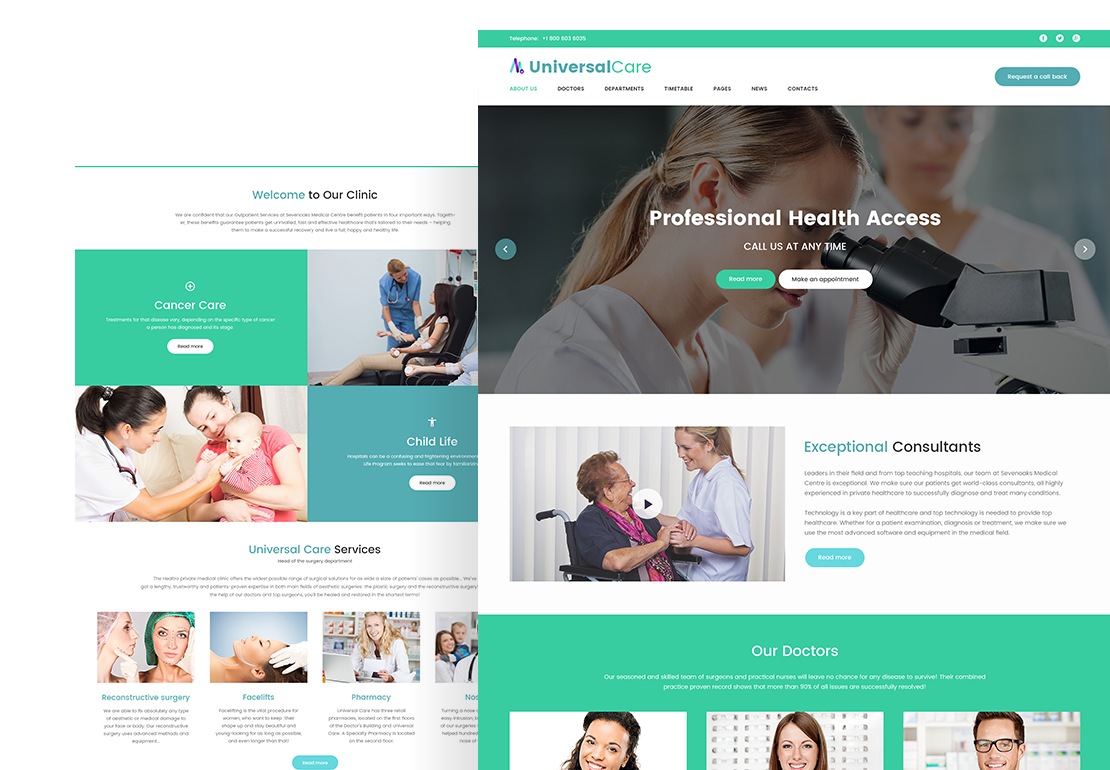 Telephone: +1 800 603 6035
UniversalCare
Request a call back
ABOUT US DOCTORS DEPARTMENTS TIMETABLE PAGES NEWS CONTACTS
Professional Health Access
CALL US AT ANY TIME
Read more
Make an appointment
Exceptional Consultants
Leaders in their field and from top teaching hospitals, our team at Sevenoaks Medical
Centre is exceptional. We make sure our patients get world-class consultants, all highly
experienced in private healthcare to successfully diagnose and treat many conditions.
Technology is a key part of healthcare and top technology is needed to provide top
healthcare. Whether for a patient examination, diagnosis or treatment, we make sure we
use the most advanced software and equipment in the medical field.
Read more
Our Doctors
Our seasoned and skilled team of surgeons and practical nurses will leave no chance for any disease to survive! Their combined
practice proven record shows that more than 90% of all issues are successfully resolved!
Welcome to Our Clinic
We are confident that our Outpatient Services at Sevenoaks Medical Centre benefit patients in four important ways. Togeth-
er, these benefits guarantee patients get unrivalled, fast and effective healthcare that's tailored to their needs – helping
them to make a successful recovery and live a full, happy and healthy life.
Cancer Care
Treatments for that disease vary, depending on the specific type of cancer
a person has diagnosed and its stage.
Read more
Child Life
Hospitals can be a confusing and frightening environment
Life Program seeks to ease that fear by familiarizing
Read more
Universal Care Services
Head of the surgery department
The Healtro private medical clinic offers the widest possible range of surgical solutions for as wide a state of patients' cases as possible... We've
got a lengthy, trustworthy and patients-proven expertise in both main fields of aesthetic surgeries: the plastic surgery and the reconstructive surgery
the help of our doctors and top surgeons, you'll be healed and restored in the shortest terms!
Reconstructive surgery
We are able to fix absolutely any type
of aesthetic or medical damage to
your face or body. Our reconstructive
surgery uses advanced methods and
equipment...
Facelifts
Facelifting is the vital procedure for
women, who want to keep their
shape up and stay beautiful and
young-looking for as long as possible,
and even longer than that!
Pharmacy
Universal Care has three retail
pharmacies, located on the first floors
of the Doctor's Building and Universal
Care. A Specialty Pharmacy is located
on the second floor.
Nos
Turning a nose
easy intrusion,
of our surgeries
helped hundred
nose of
Read more